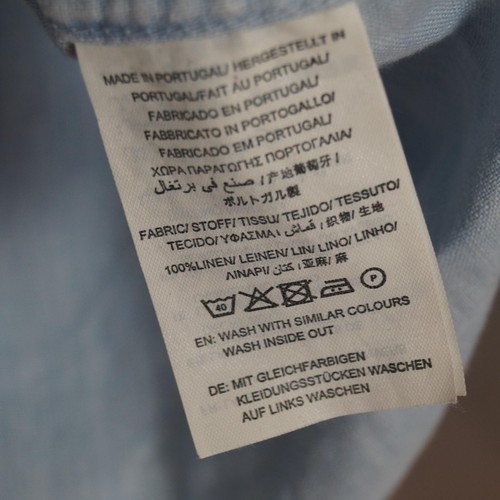 MADE IN PORTUGAL/ HERGESTELLT IN
PORTUGAL/FAIT AU PORTUGAL/
FABRICADO EN PORTUGAL/
FABBRICATO IN PORTOGALLO/
FABRICADO EM PORTUGAL/
ΧΩΡΑ ΠΑΡΑΓΩΓΗΣ ΠΟΡΤΟΓΑΛΙΑ/
صنع في برتغال /产地葡萄牙/
ポルトガル製
FABRIC/ STOFF/ TISSU/ TEJIDO/ TESSUTO/
TECIDO/ ΥΦΑΣΜΑ/ قماش/ 织物/ 生地
100%LINEN/ LEINEN/ LIN/ LINO/ LINHO/
ΛΙΝΑΡΙ/ كتان/ 亚麻/ 麻
40 P
EN: WASH WITH SIMILAR COLOURS
WASH INSIDE OUT
DE: MIT GLEICHFARBIGEN
KLEIDUNGSSTÜCKEN WASCHEN
AUF LINKS WASCHEN